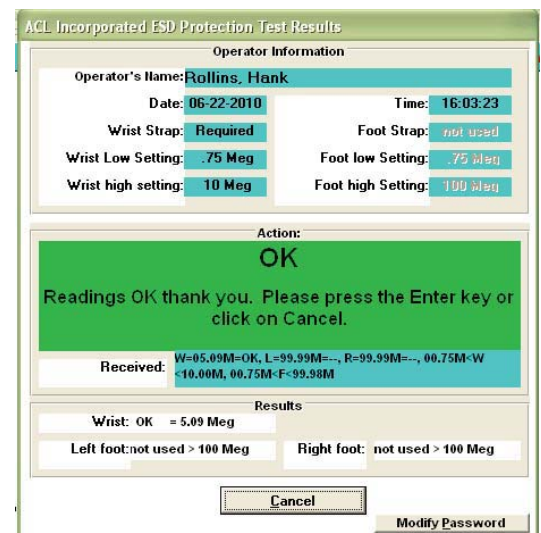 ACL Incorporated ESD Protection Test Results
Operator Information
Operator's Name: Rollins, Hank
Date: 06-22-2010 Time: 16:03:23
Wrist Strap: Required Foot Strap: not used
Wrist Low Setting: .75 Meg Foot low Setting: .75 Meg
Wrist high setting: 10 Meg Foot high Setting: 100 Meg
Action:
OK
Readings OK thank you. Please press the Enter key or
click on Cancel.
Received: W=05.09M=OK, L=99.99M=--, R=99.99M=--, 00.75M<W
<10.00M, 00.75M<F<99.98M
Results
Wrist: OK = 5.09 Meg
Left foot: not used > 100 Meg Right foot: not used > 100 Meg
Cancel
Modify Password